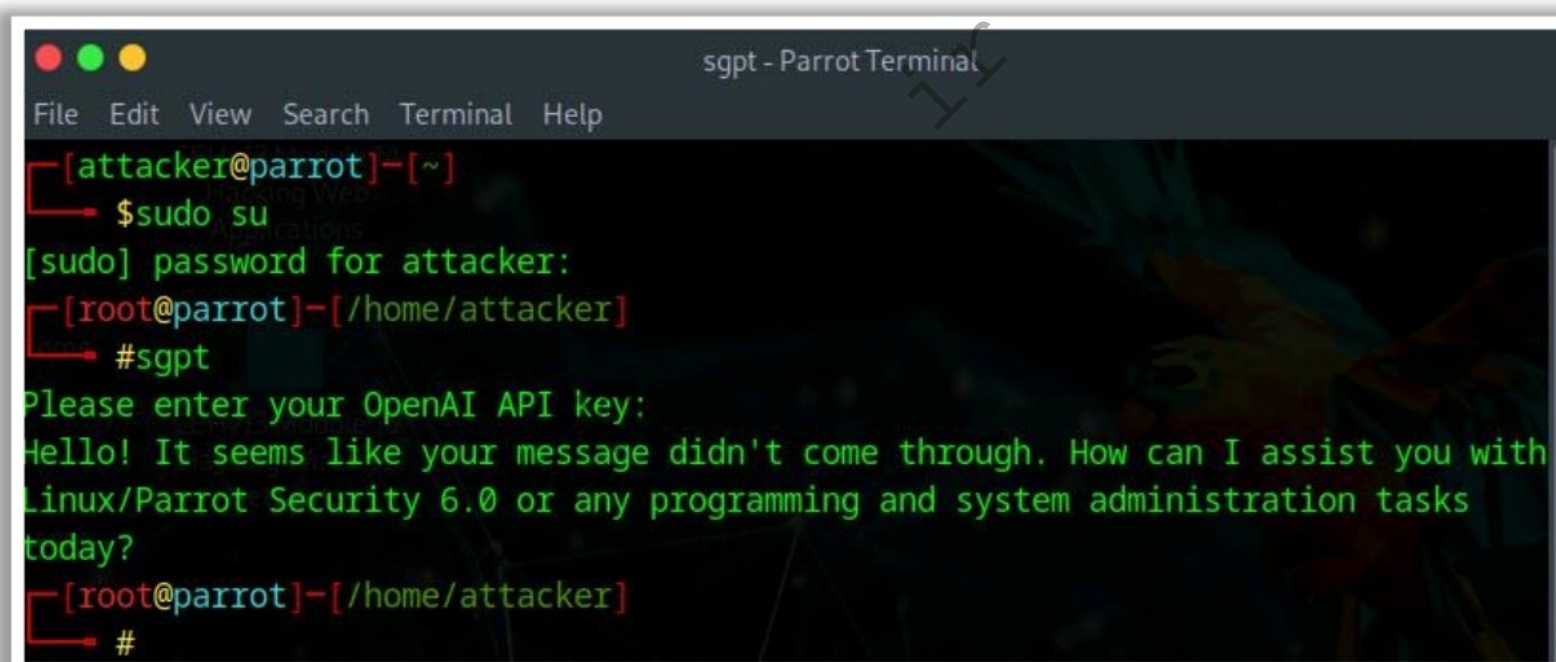 sgpt - Parrot Terminal
ir
File Edit View Search Terminal Help
[attacker@parrot]-[~]
$sudo su
[sudo] password for attacker:
[root@parrot]-[/home/attacker]
#sgpt
Please enter your OpenAI API key:
Hello! It seems like your message didn't come through. How can I assist you with
Linux/Parrot Security 6.0 or any programming and system administration tasks
today?
[root@parrot]-[/home/attacker]
#